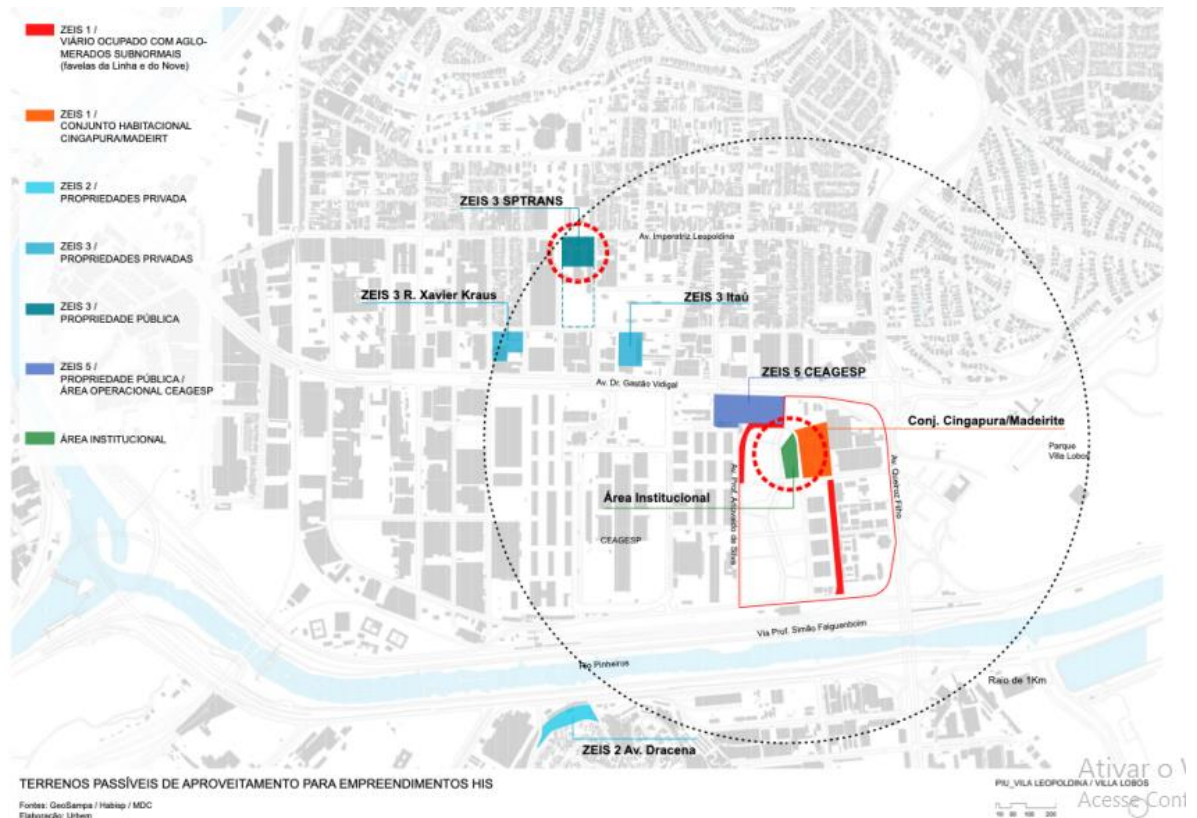 ZEIS 1 /
VIÁRIO OCUPADO COM AGLO-
MERADOS SUBNORMAIS
(favelas da Linha e do Nove)
ZEIS 1 /
CONJUNTO HABITACIONAL
CINGAPURA/MADEIRT
ZEIS 2 /
PROPRIEDADES PRIVADA
ZEIS 3 /
PROPRIEDADES PRIVADAS
ZEIS 3 /
PROPRIEDADE PÚBLICA
ZEIS 5 /
PROPRIEDADE PÚBLICA /
ÁREA OPERACIONAL CEAGESP
ÁREA INSTITUCIONAL
ZEIS 3 SPTRANS
Av. Imperatriz Leopoldina
ZEIS 3 R. Xavier Kraus
ZEIS 3 Itaú
Av. Dr. Gastão Vidigal
ZEIS 5 CEAGESP
Conj. Cingapura/Madeirite
Parque
Villa Lobos
Av. Queiroz Filho
Área Institucional
Av. Prof. da Silva
CEAGESP
Via Prof. Simão Faiguenboim
Rio Pinheiros
Raio de 1Km
ZEIS 2 Av. Dracena
TERRENOS PASSÍVEIS DE APROVEITAMENTO PARA EMPREENDIMENTOS HIS
Fontes: GeoSampa / Habisp / MDC
Elaboração: Urbem
PIU_VILA LEOPOLDINA / VILLA LOBOS
Ativar o
Acesse Conf